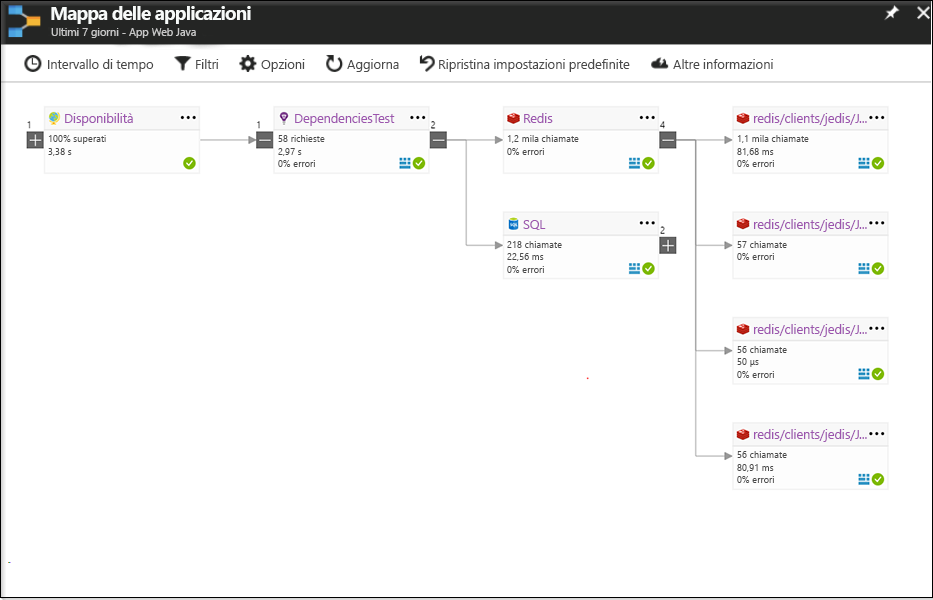 Mappa delle applicazioni
Ultimi 7 giorni - App Web Java
Intervallo di tempo
Filtri
Opzioni
Aggiorna
Ripristina impostazioni predefinite
Altre informazioni
1
Disponibilità
100% superati
3,38 s
1
DependenciesTest
58 richieste
2,97 s
0% errori
2
Redis
1,2 mila chiamate
0% errori
4
SQL
218 chiamate
22,56 ms
0% errori
2
redis/clients/jedis/J...
1,1 mila chiamate
81,68 ms
0% errori
redis/clients/jedis/J...
57 chiamate
0% errori
redis/clients/jedis/J...
56 chiamate
50 µs
0% errori
redis/clients/jedis/J...
56 chiamate
80,91 ms
0% errori